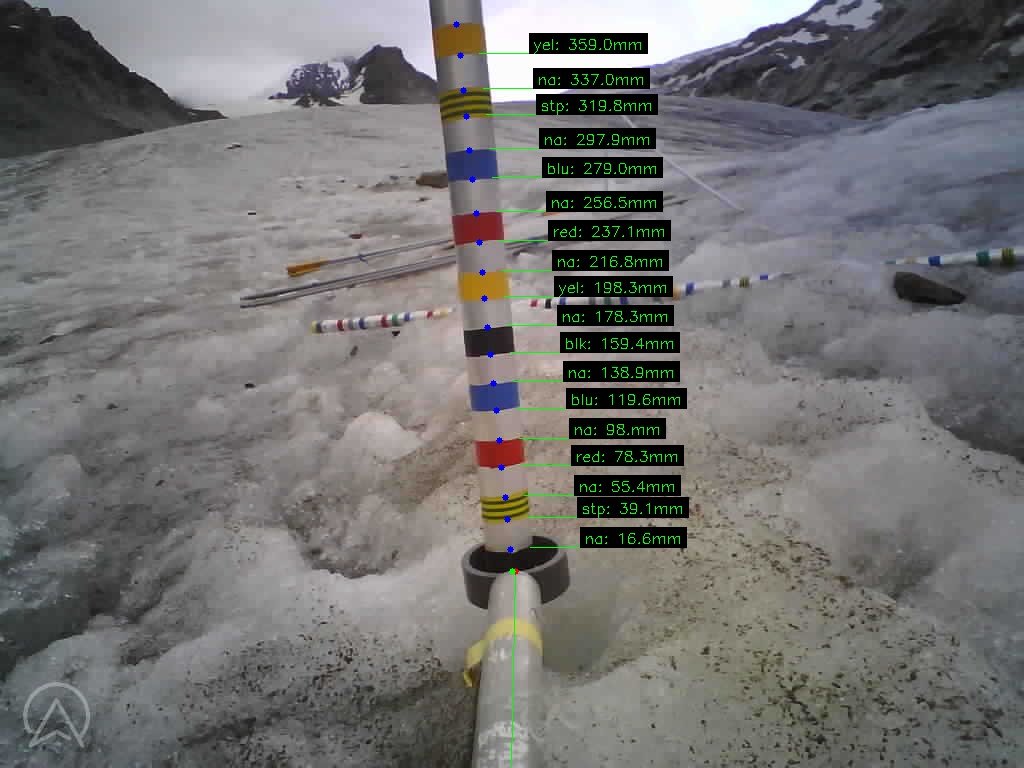 yel: 359.0mm
na: 337.0mm
stp: 319.8mm
na: 297.9mm
blu: 279.0mm
na: 256.5mm
red: 237.1mm
na: 216.8mm
yel: 198.3mm
na: 178.3mm
blk: 159.4mm
na: 138.9mm
blu: 119.6mm
na: 98.mm
red: 78.3mm
na: 55.4mm
stp: 39.1mm
na: 16.6mm